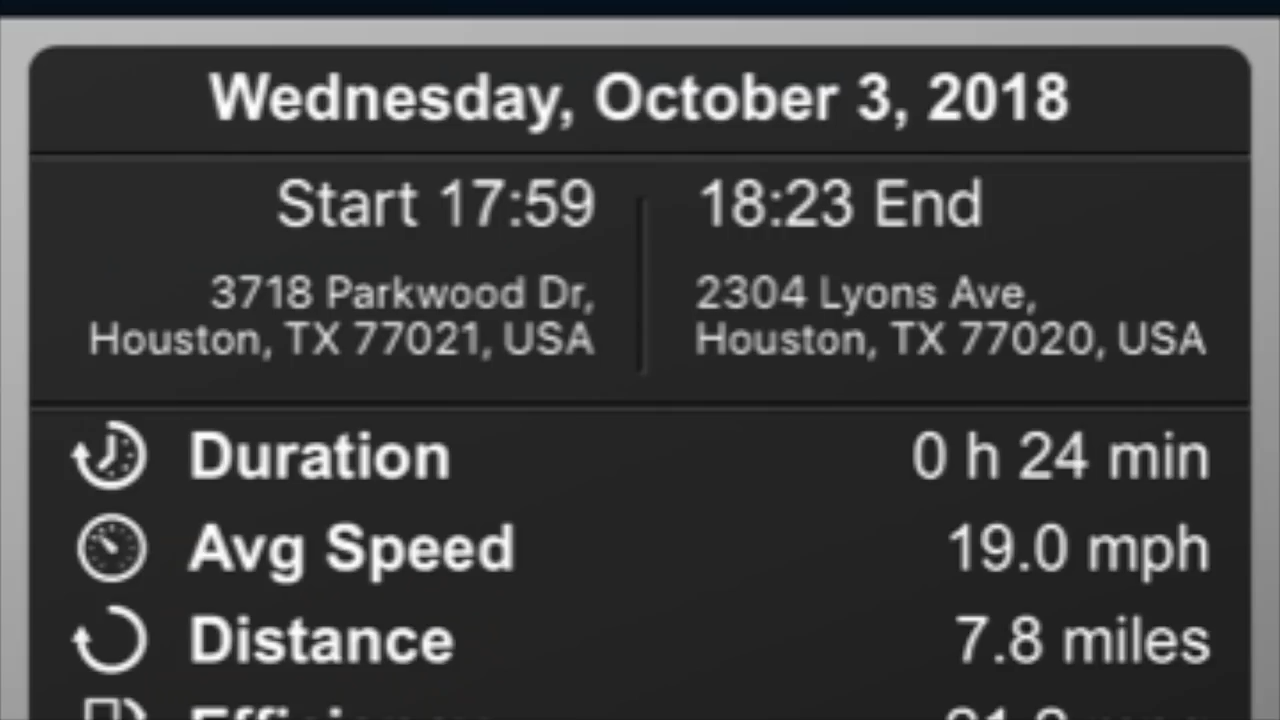 Wednesday, October 3, 2018
Start 17:59
18:23 End
3718 Parkwood Dr,
Houston, TX 77021, USA
2304 Lyons Ave,
Houston, TX 77020, USA
Duration 0 h 24 min
Avg Speed 19.0 mph
Distance 7.8 miles